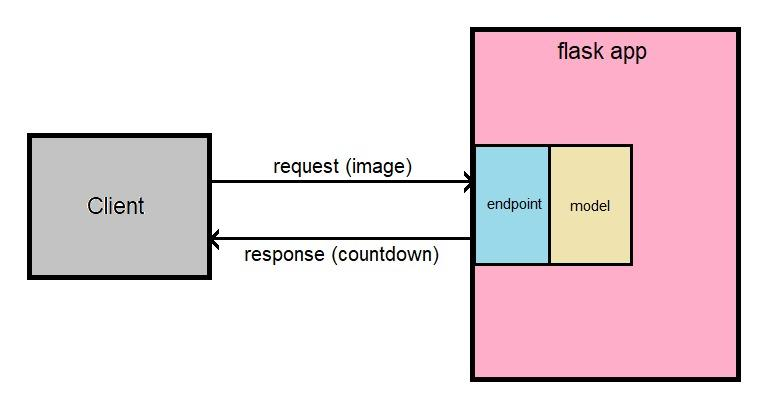 flask app
request (image)
Client
endpoint
model
response (countdown)